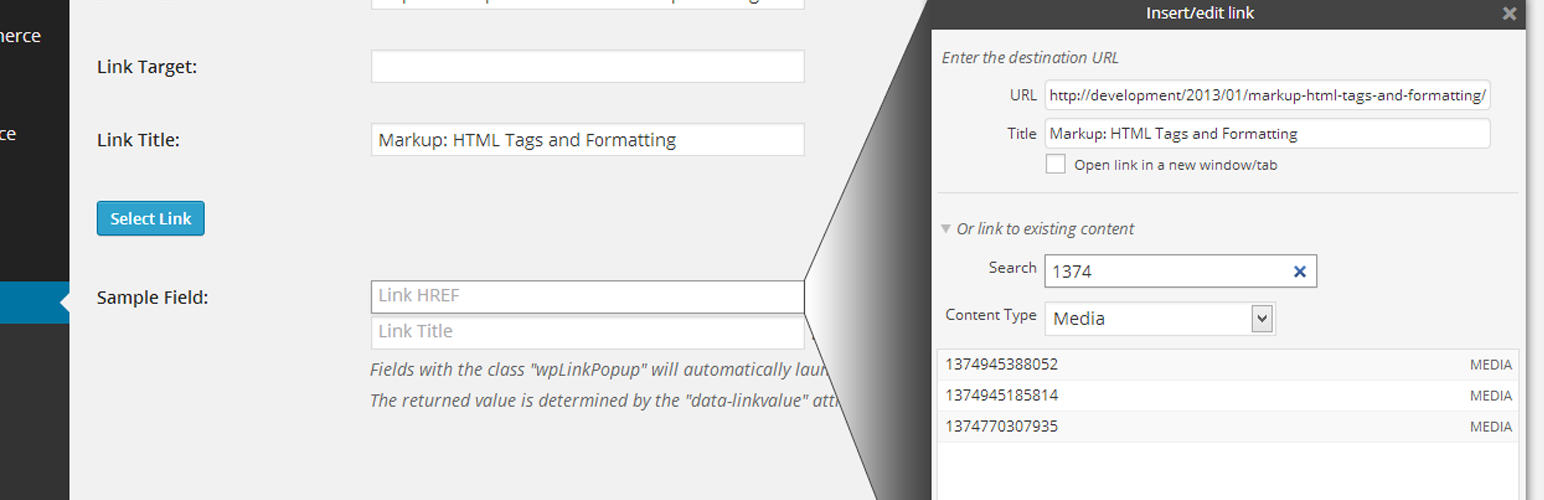 merce
ce
Link Target:
Link Title:
Markup: HTML Tags and Formatting
Select Link
Sample Field:
Link HREF
Link Title
Fields with the class "wpLinkPopup" will automatically laun
The returned value is determined by the "data-linkvalue" att
Insert/edit link
Enter the destination URL
URL http://development/2013/01/markup-html-tags-and-formatting/
Title Markup: HTML Tags and Formatting
Open link in a new window/tab
Or link to existing content
Search 1374
Content Type Media
1374945388052 MEDIA
1374945185814 MEDIA
1374770307935 MEDIA